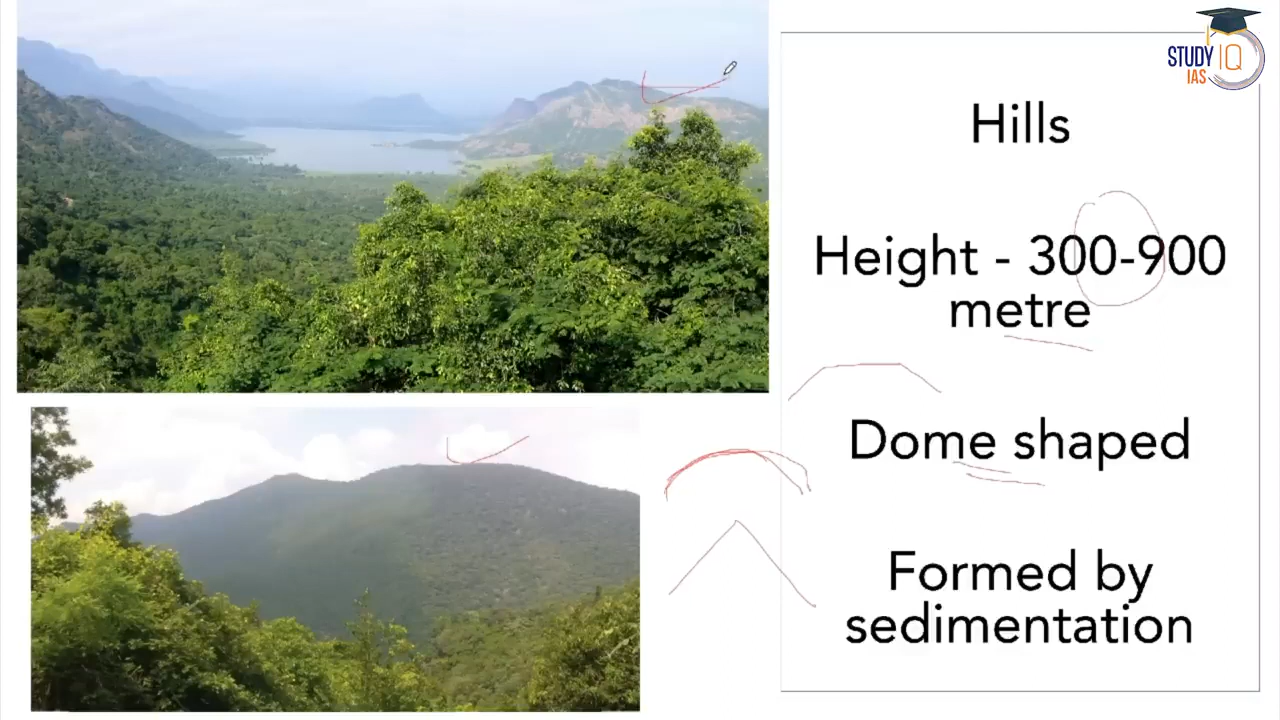 STUDY IQ
IAS
Hills
Height - 300-900
metre
Dome shaped
Formed by
sedimentation